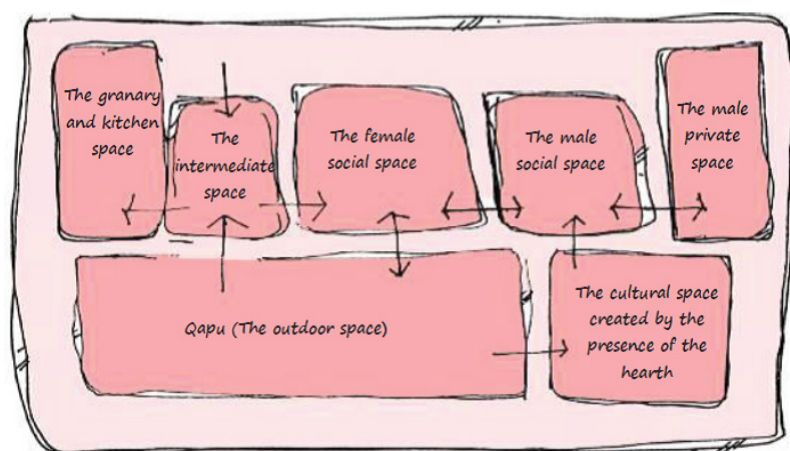 The granary
and kitchen
space
The
intermediate
space
The female
social space
The male
social space
The male
private
space
Qapu (The outdoor space)
The cultural space
created by the
presence of the
hearth